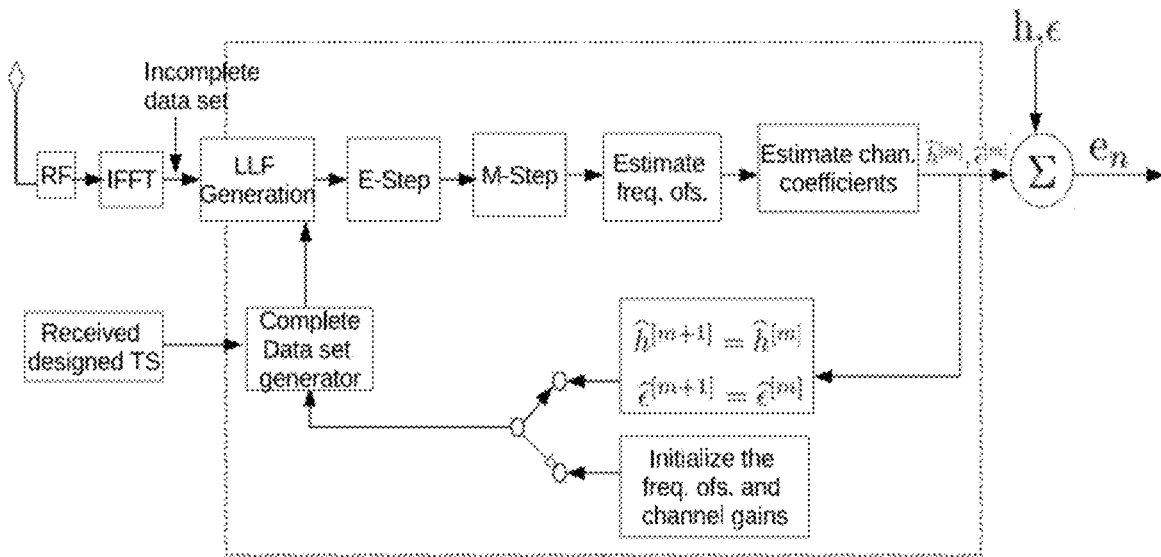 h,ϵ
Incomplete
data set
RF
IFFT
LLF
Generation
E-Step
M-Step
Estimate
freq. ofs.
Estimate chan.
coefficients
ĥ[m], ϵ̂[m]
Σ
eₙ
Received
designed TS
Complete
Data set
generator
ĥ[m+1] = ĥ[m]
ϵ̂[m+1] = ϵ̂[m]
Initialize the
freq. ofs. and
channel gains